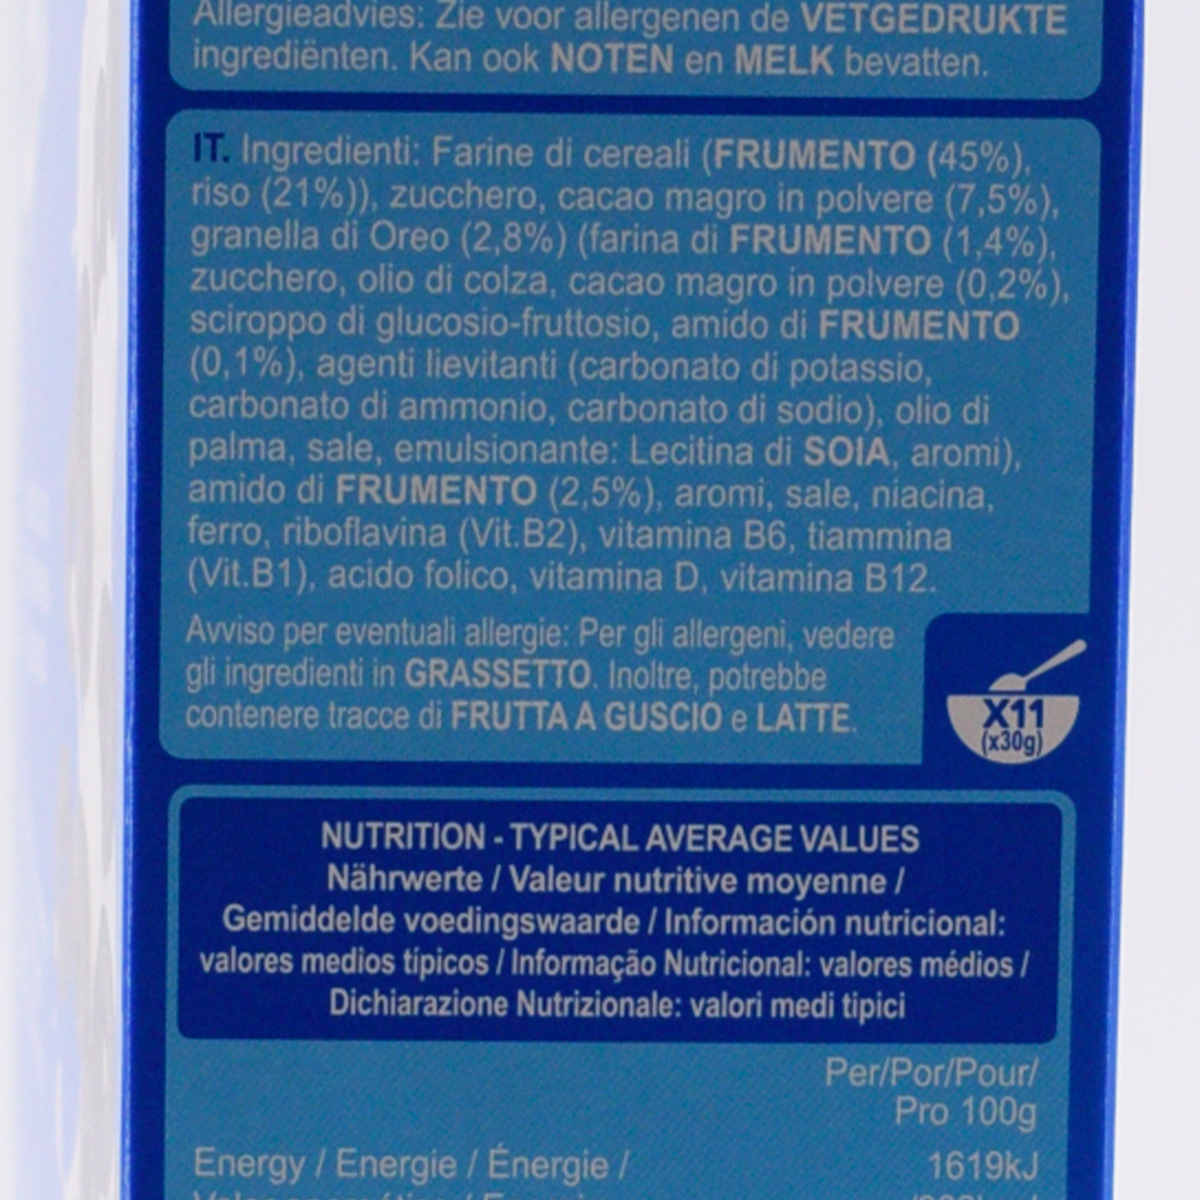 Allergieadvies: Zie voor allergenen de VETGEDRUKTE
ingrediënten. Kan ook NOTEN en MELK bevatten.
IT. Ingredienti: Farine di cereali (FRUMENTO (45%),
riso (21%)), zucchero, cacao magro in polvere (7,5%),
granella di Oreo (2,8%) (farina di FRUMENTO (1,4%),
zucchero, olio di colza, cacao magro in polvere (0,2%),
sciroppo di glucosio-fruttosio, amido di FRUMENTO
(0,1%), agenti lievitanti (carbonato di potassio,
carbonato di ammonio, carbonato di sodio), olio di
palma, sale, emulsionante: Lecitina di SOIA, aromi),
amido di FRUMENTO (2,5%), aromi, sale, niacina,
ferro, riboflavina (Vit.B2), vitamina B6, tiammina
(Vit.B1), acido folico, vitamina D, vitamina B12.
Avviso per eventuali allergie: Per gli allergeni, vedere
gli ingredienti in GRASSETTO. Inoltre, potrebbe
contenere tracce di FRUTTA A GUSCIO e LATTE.
X11
(x30g)
NUTRITION - TYPICAL AVERAGE VALUES
Nährwerte / Valeur nutritive moyenne /
Gemiddelde voedingswaarde / Información nutricional:
valores medios típicos / Informação Nutricional: valores médios /
Dichiarazione Nutrizionale: valori medi tipici
Per/Por/Pour/
Pro 100g
Energy / Energie / Énergie /
1619kJ